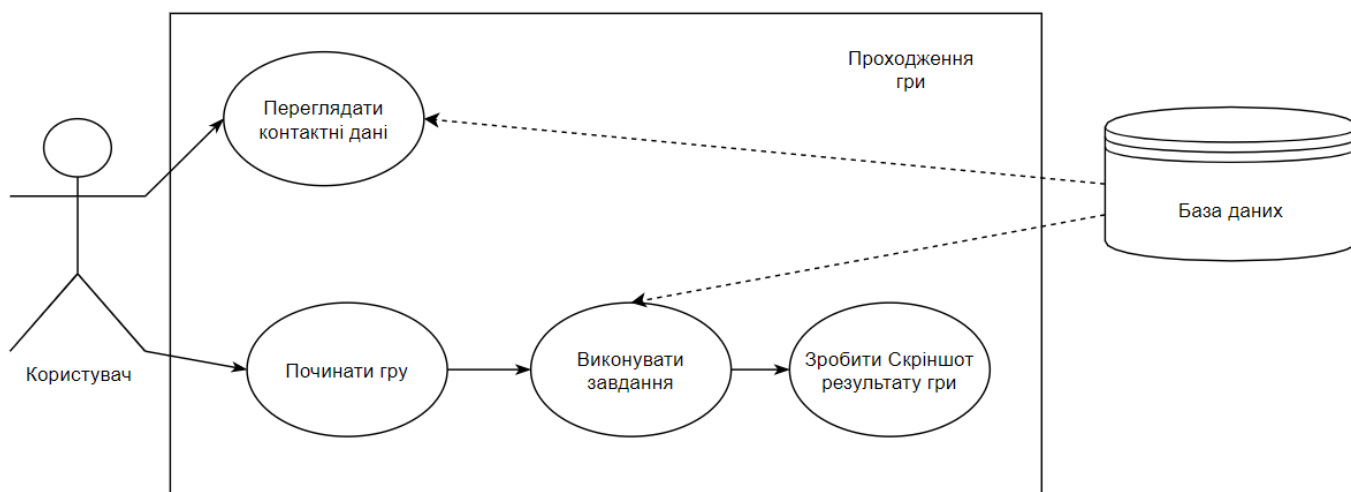 Проходження
гри
Переглядати
контактні дані
База даних
Користувач
Починати гру
Виконувати
завдання
Зробити Скріншот
результату гри